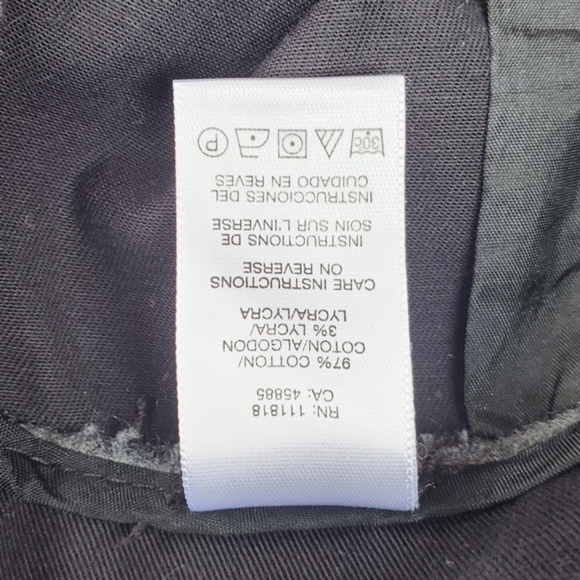 RN: 111818
CA: 45885
97% COTTON/
COTON/ALGODON
3% LYCRA/
LYCRA/LYCRA
CARE INSTRUCTIONS
ON REVERSE
INSTRUCTIONS DE
SOIN SUR L'INVERSE
INSTRUCCIONES DEL
CUIDADO EN REVES
30C P